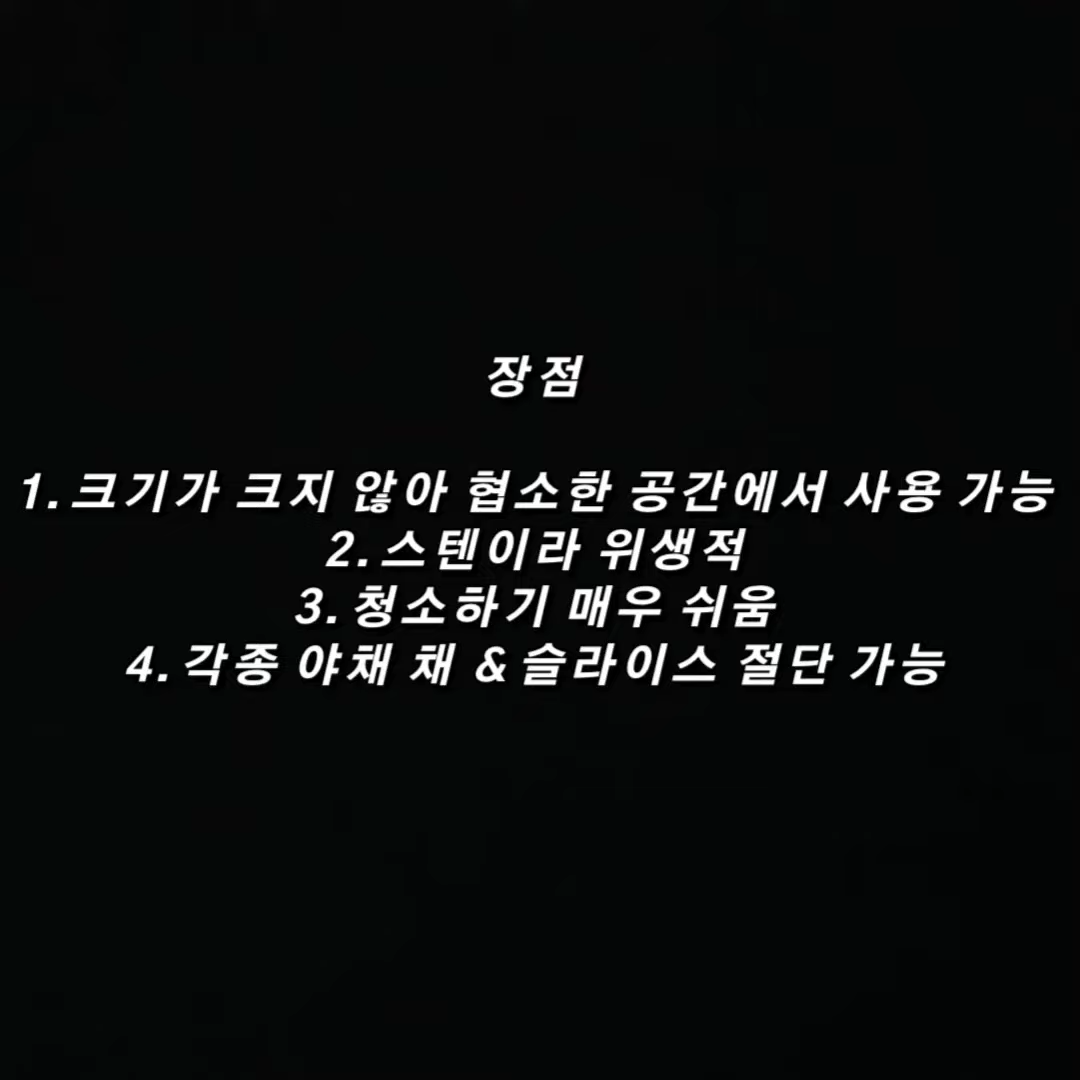 장점
1. 크기가 크지 않아 협소한 공간에서 사용 가능
2. 스텐이라 위생적
3. 청소하기 매우 쉬움
4. 각종 야채 채 & 슬라이스 절단 가능